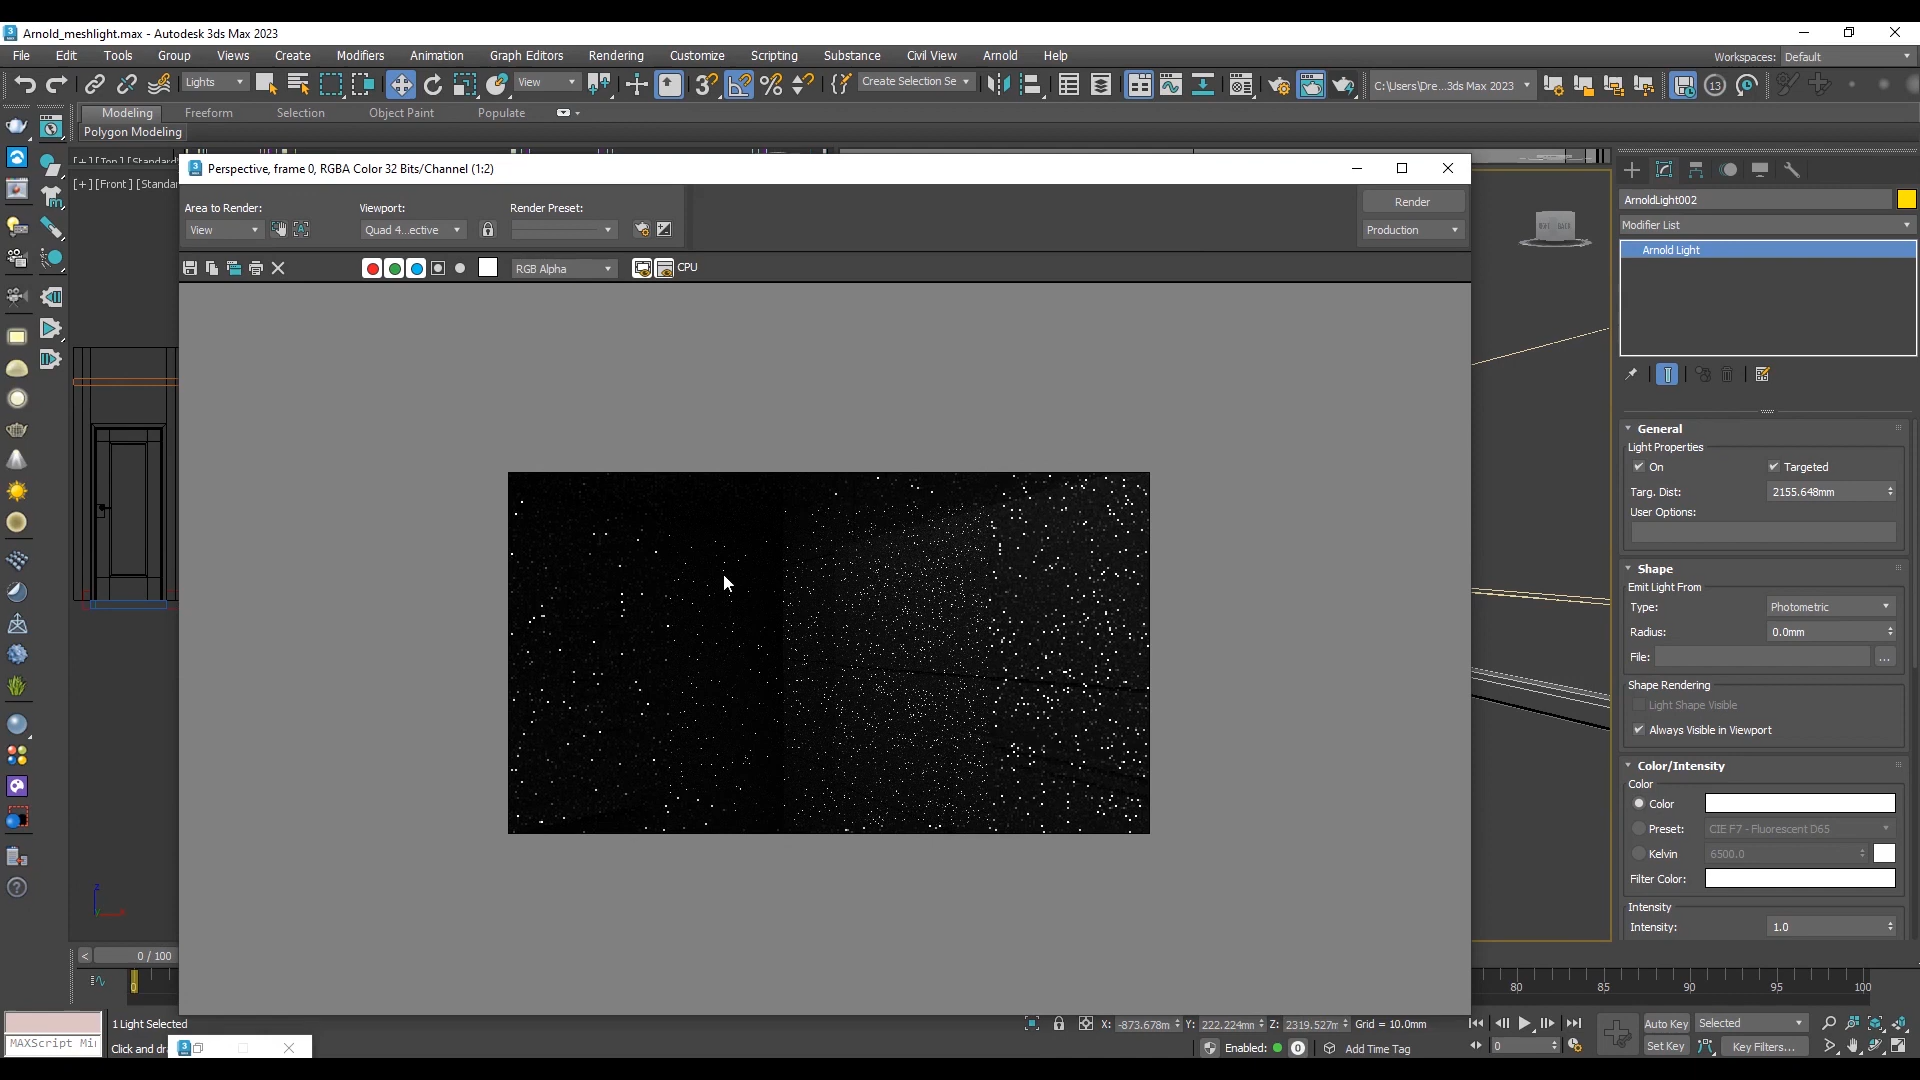 Arnold_meshlight.max - Autodesk 3ds Max 2023
File Edit Tools Group Views Create Modifiers Animation Graph Editors Rendering Customize Scripting Substance Civil View Arnold Help
Workspaces: Default
Lights View Create Selection Se C:\Users\Dre...3ds Max 2023 13
Modeling Freeform Selection Object Paint Populate
Polygon Modeling
[+] [Top] [Standard
[+] [Front] [Standar
Perspective, frame 0, RGBA Color 32 Bits/Channel (1:2)
Area to Render: Viewport: Render Preset: Render
View Quad 4...ective Production
RGB Alpha CPU
ArnoldLight002
Modifier List
Arnold Light
General
Light Properties
On Targeted
Targ. Dist: 2155.648mm
User Options:
Shape
Emit Light From
Type: Photometric
Radius: 0.0mm
File: ...
Shape Rendering
Light Shape Visible
Always Visible in Viewport
Color/Intensity
Color
Color
Preset: CIE F7 - Fluorescent D65
Kelvin 6500.0
Filter Color:
Intensity
Intensity: 1.0
< 0 / 100
0 80 85 90 95 100
1 Light Selected
X: -873.678m Y: 222.224mn Z: 2319.527r Grid = 10.0mm
Auto Key Selected
MAXScript Mi
Click and dr
Enabled: 0 Add Time Tag
0 Set Key Key Filters...